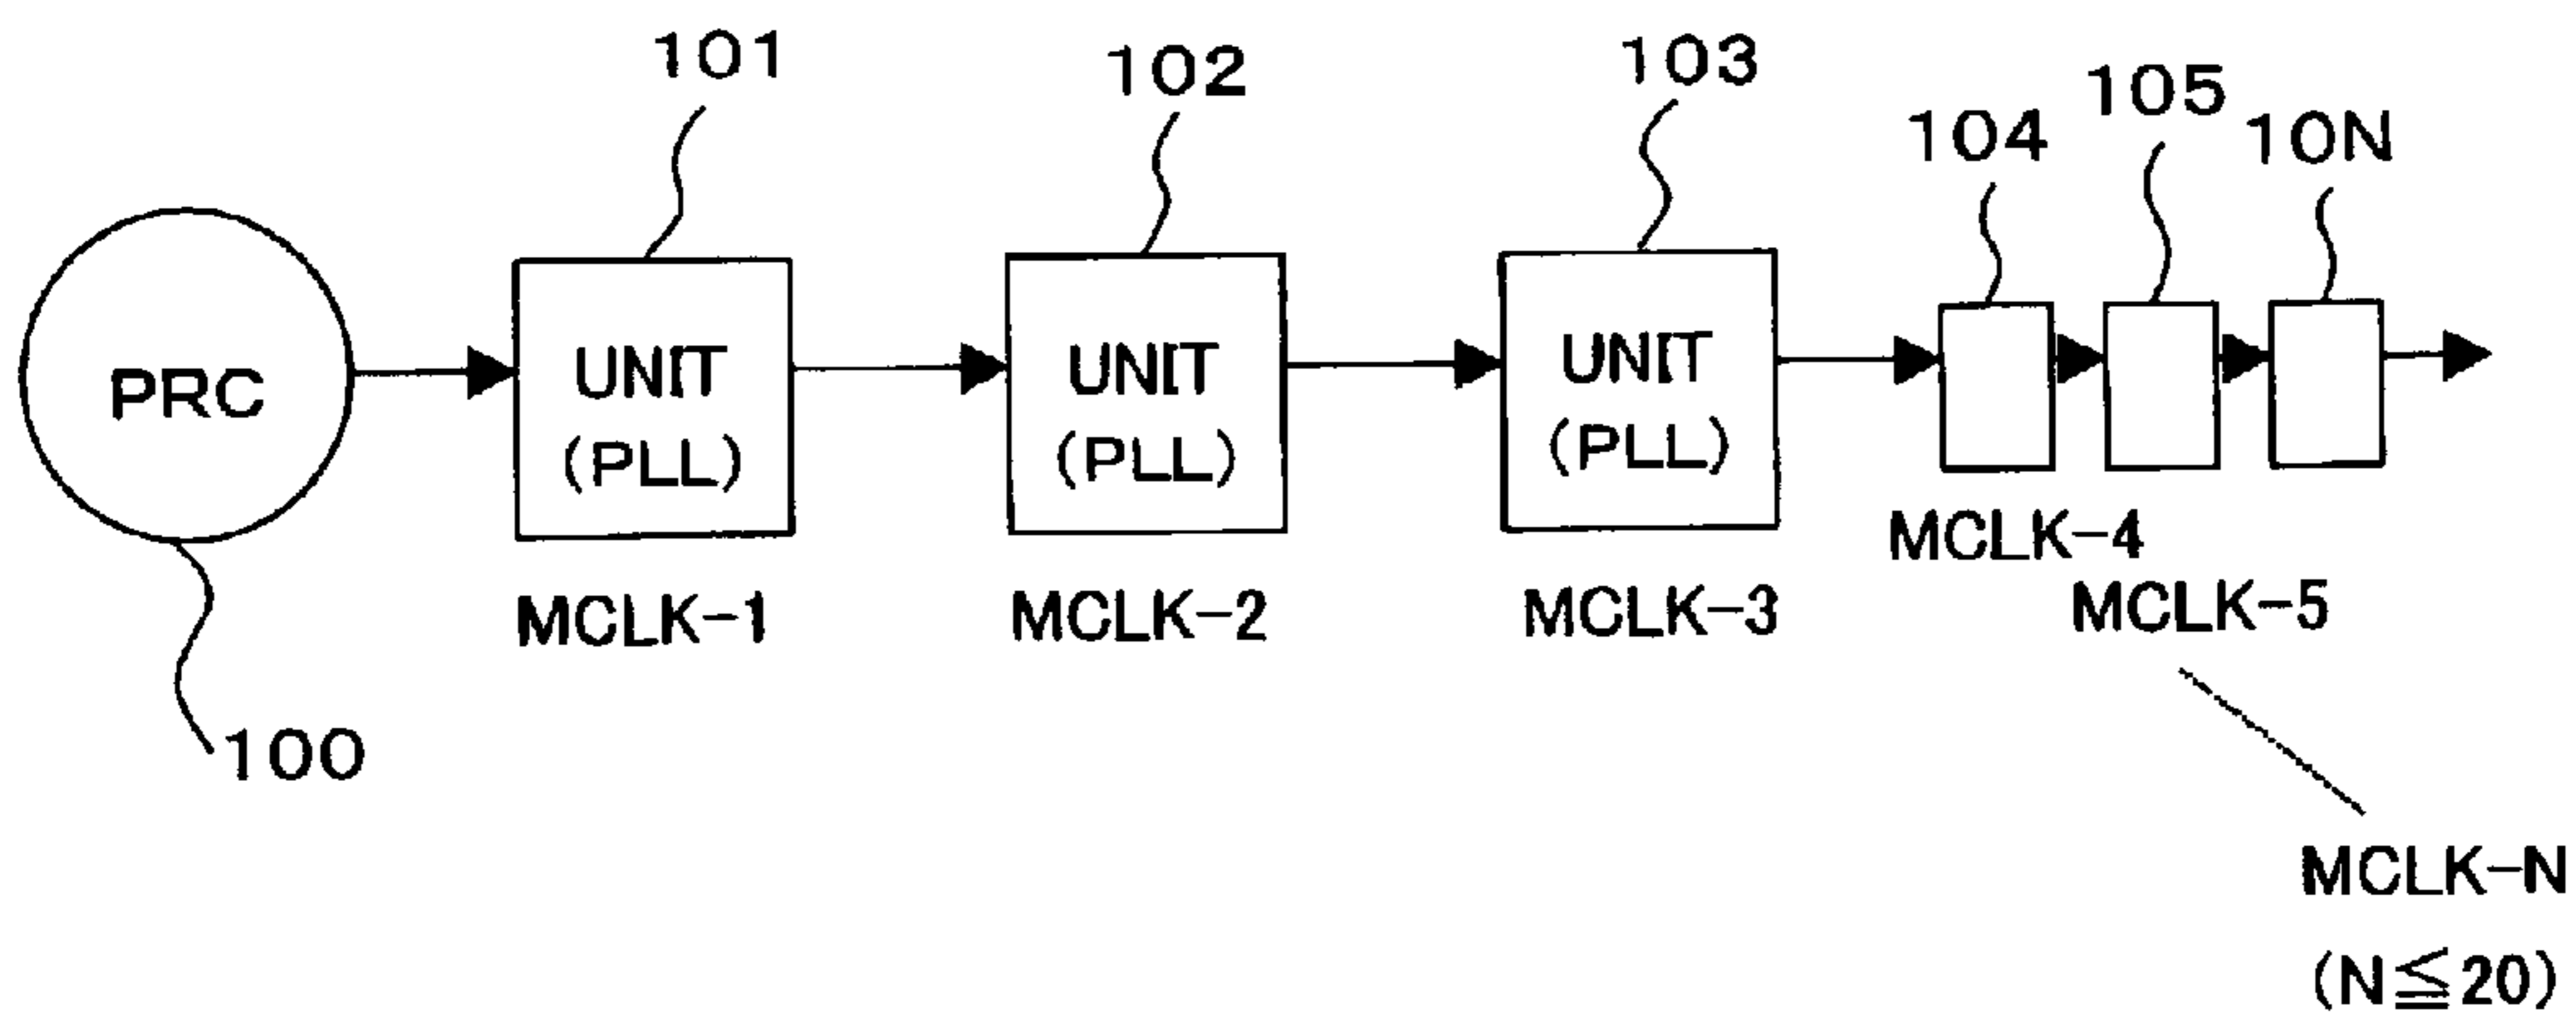 101
102
103
104
105
10N
PRC
UNIT
(PLL)
UNIT
(PLL)
UNIT
(PLL)
MCLK-1
MCLK-2
MCLK-3
MCLK-4
MCLK-5
100
MCLK-N
(N≦20)